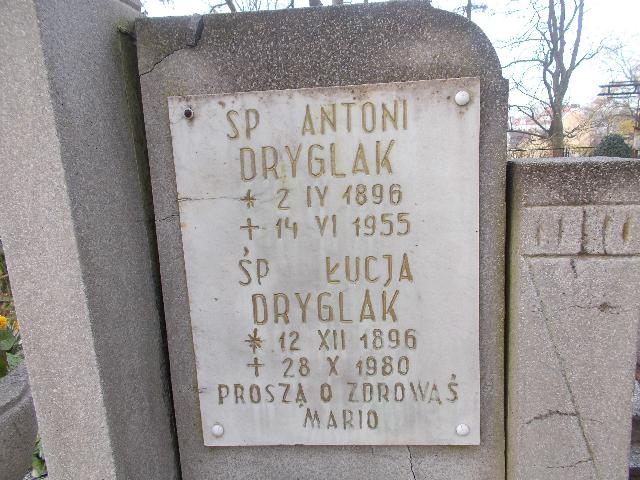 ŚP ANTONI
DRYGLAK
* 2 IV 1896
+ 14 VI 1955
ŚP ŁUCJA
DRYGLAK
* 12 XII 1896
+ 28 X 1980
PROSZĄ O ZDROWAŚ
MARIO